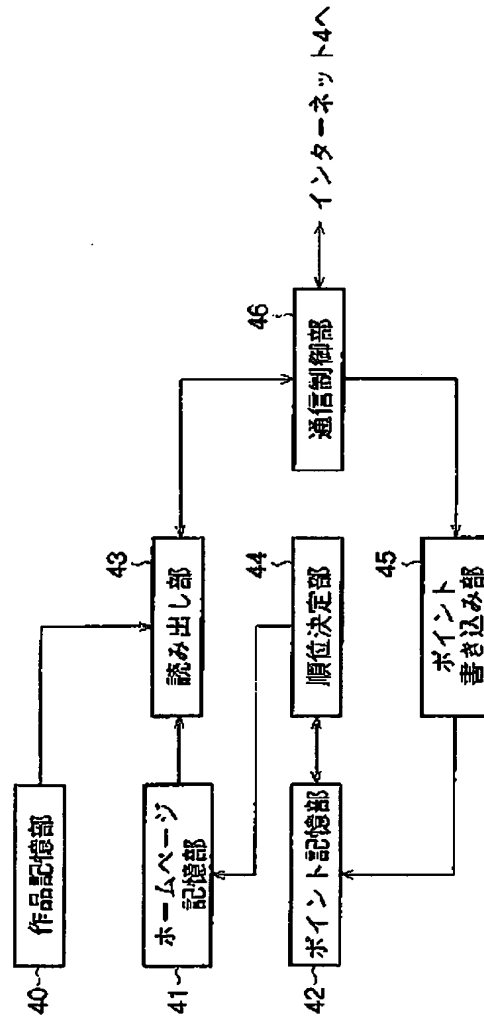 40
作品記憶部
41
ホームページ
記憶部
42
ポイント記憶部
43
読み出し部
44
順位決定部
45
ポイント
書き込み部
46
通信制御部
インターネット4へ